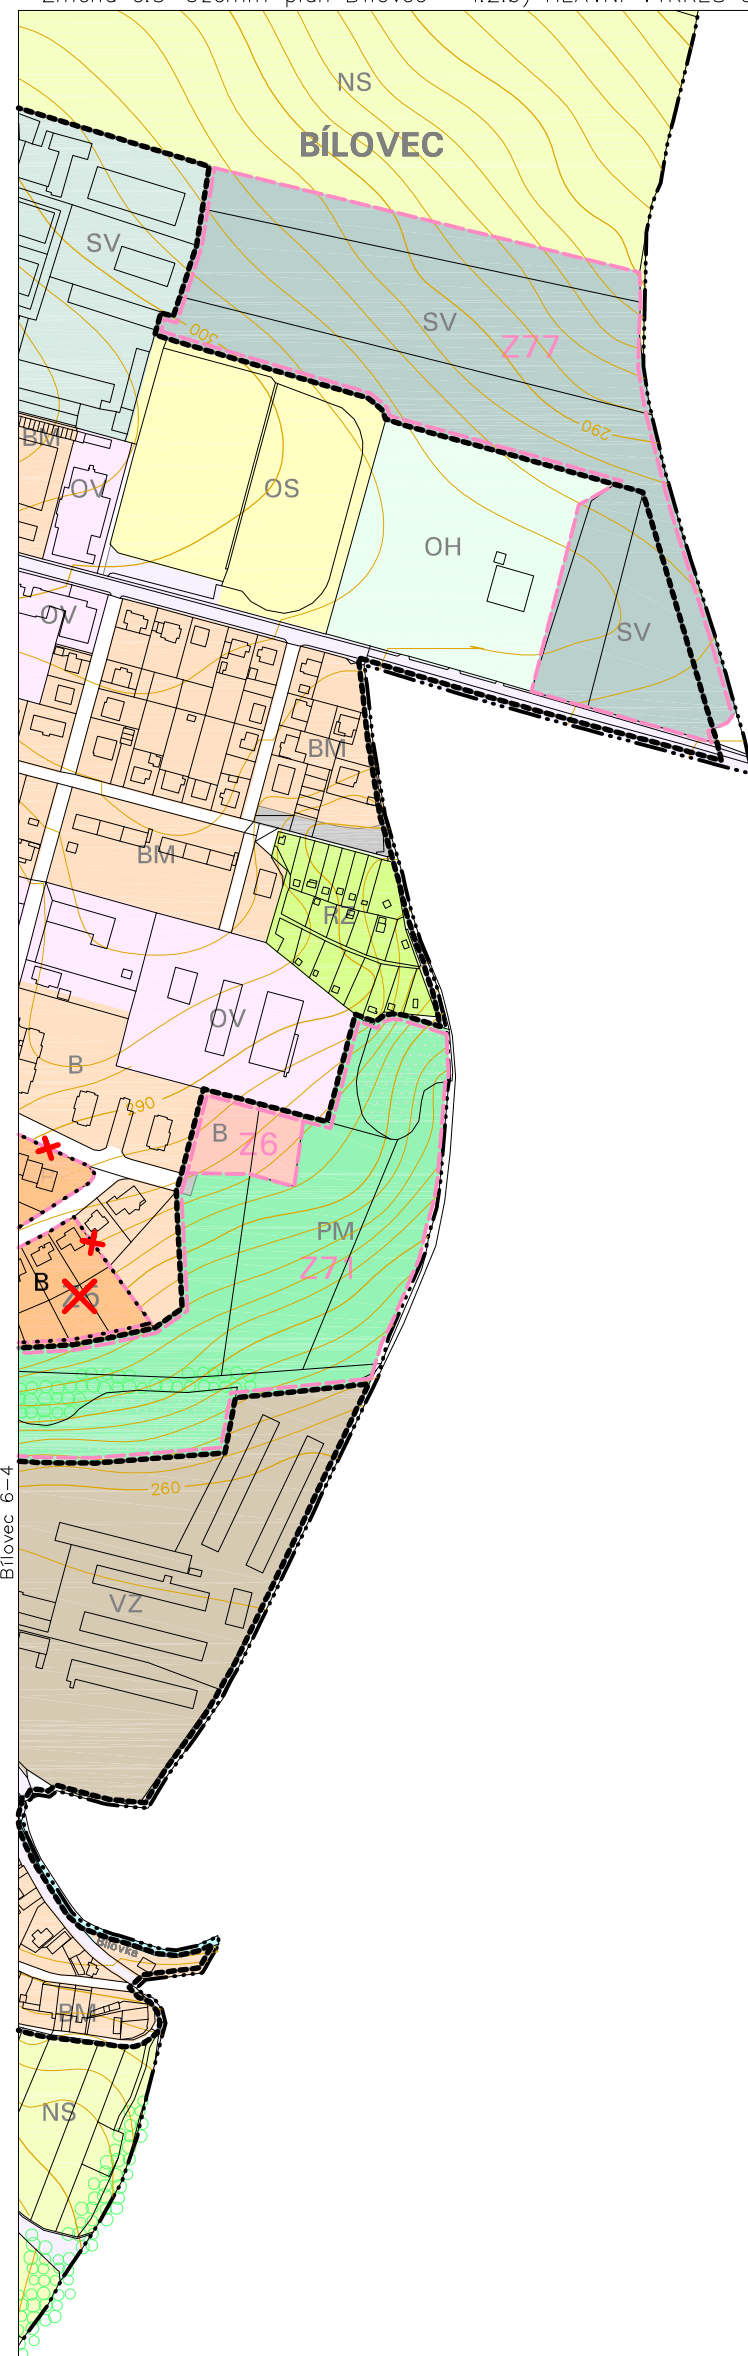 NS
BÍLOVEC
SV
SV
Z77
300
290
BM
OV
OS
OH
OV
SV
BM
BM
RZ
OV
B
290
B
Z6
PM
Z71
B
Bílovec 6-4
260
VZ
Bílovka
BM
NS